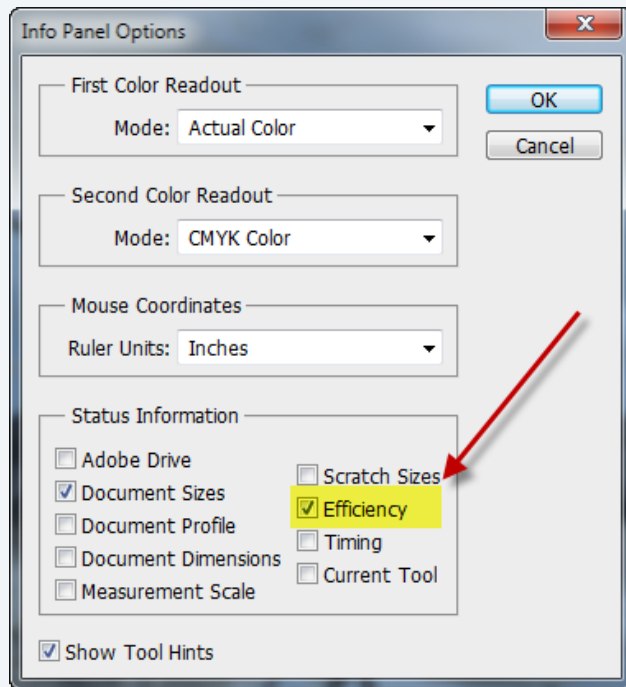 Info Panel Options
First Color Readout
OK
Mode: Actual Color
Cancel
Second Color Readout
Mode: CMYK Color
Mouse Coordinates
Ruler Units: Inches
Status Information
Adobe Drive
Document Sizes
Document Profile
Document Dimensions
Measurement Scale
Scratch Sizes
Efficiency
Timing
Current Tool
Show Tool Hints